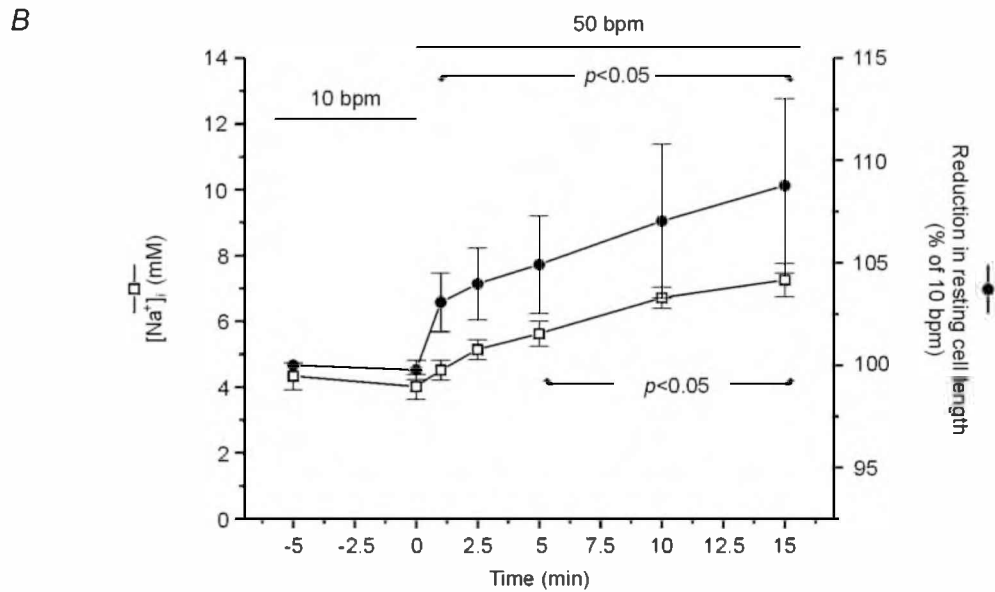 B
50 bpm
p<0.05
10 bpm
14
12
10
8
6
4
2
0
[Na⁺]ᵢ (mM)
115
110
105
100
95
Reduction in resting cell length
(% of 10 bpm)
p<0.05
-5 -2.5 0 2.5 5 7.5 10 12.5 15
Time (min)